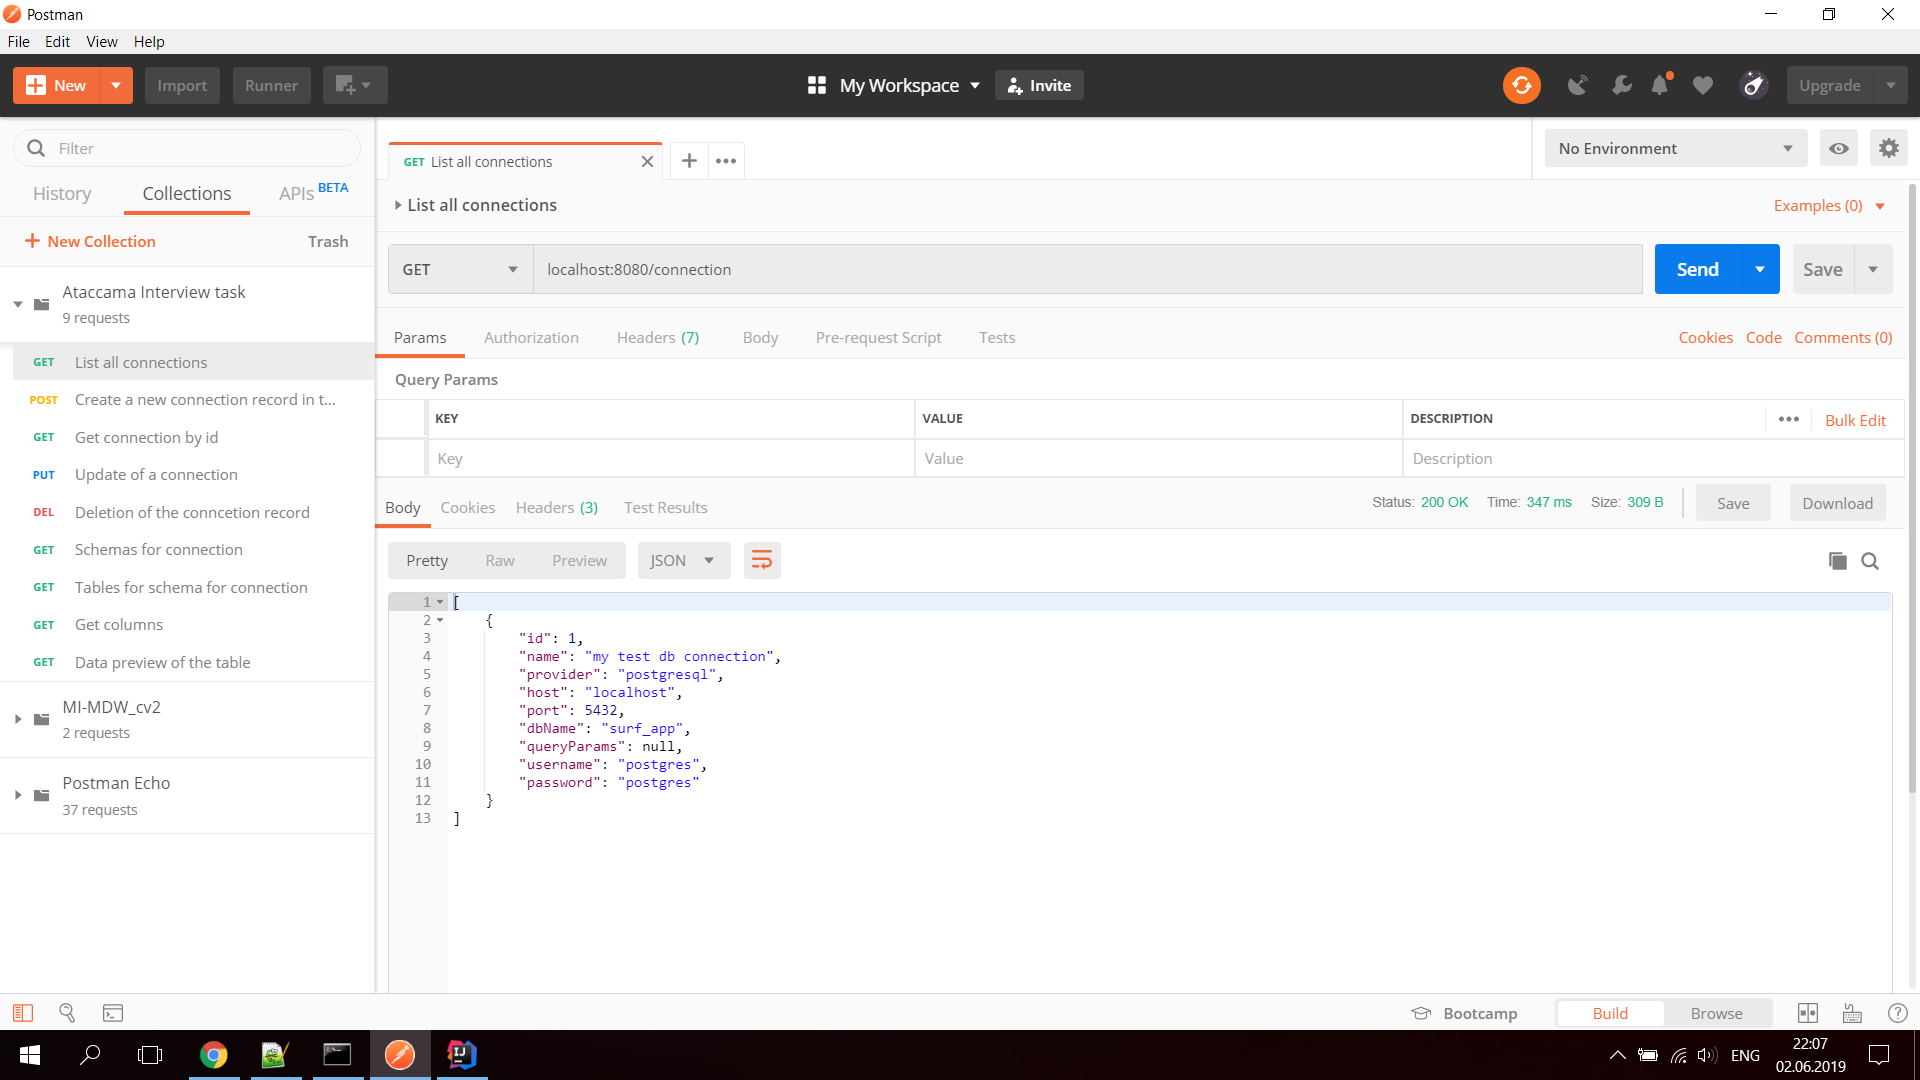 Postman
File Edit View Help
New Import Runner My Workspace Invite Upgrade
Filter
History Collections APIs BETA
New Collection Trash
Ataccama Interview task
9 requests
GET List all connections
POST Create a new connection record in t...
GET Get connection by id
PUT Update of a connection
DEL Deletion of the conncetion record
GET Schemas for connection
GET Tables for schema for connection
GET Get columns
GET Data preview of the table
MI-MDW_cv2
2 requests
Postman Echo
37 requests
GET List all connections
No Environment
List all connections
Examples (0)
GET localhost:8080/connection Send Save
Params Authorization Headers (7) Body Pre-request Script Tests Cookies Code Comments (0)
Query Params
KEY VALUE DESCRIPTION Bulk Edit
Key Value Description
Body Cookies Headers (3) Test Results Status: 200 OK Time: 347 ms Size: 309 B Save Download
Pretty Raw Preview JSON
1 [
2 {
3 "id": 1,
4 "name": "my test db connection",
5 "provider": "postgresql",
6 "host": "localhost",
7 "port": 5432,
8 "dbName": "surf_app",
9 "queryParams": null,
10 "username": "postgres",
11 "password": "postgres"
12 }
13 ]
Bootcamp Build Browse
ENG
22:07
02.06.2019